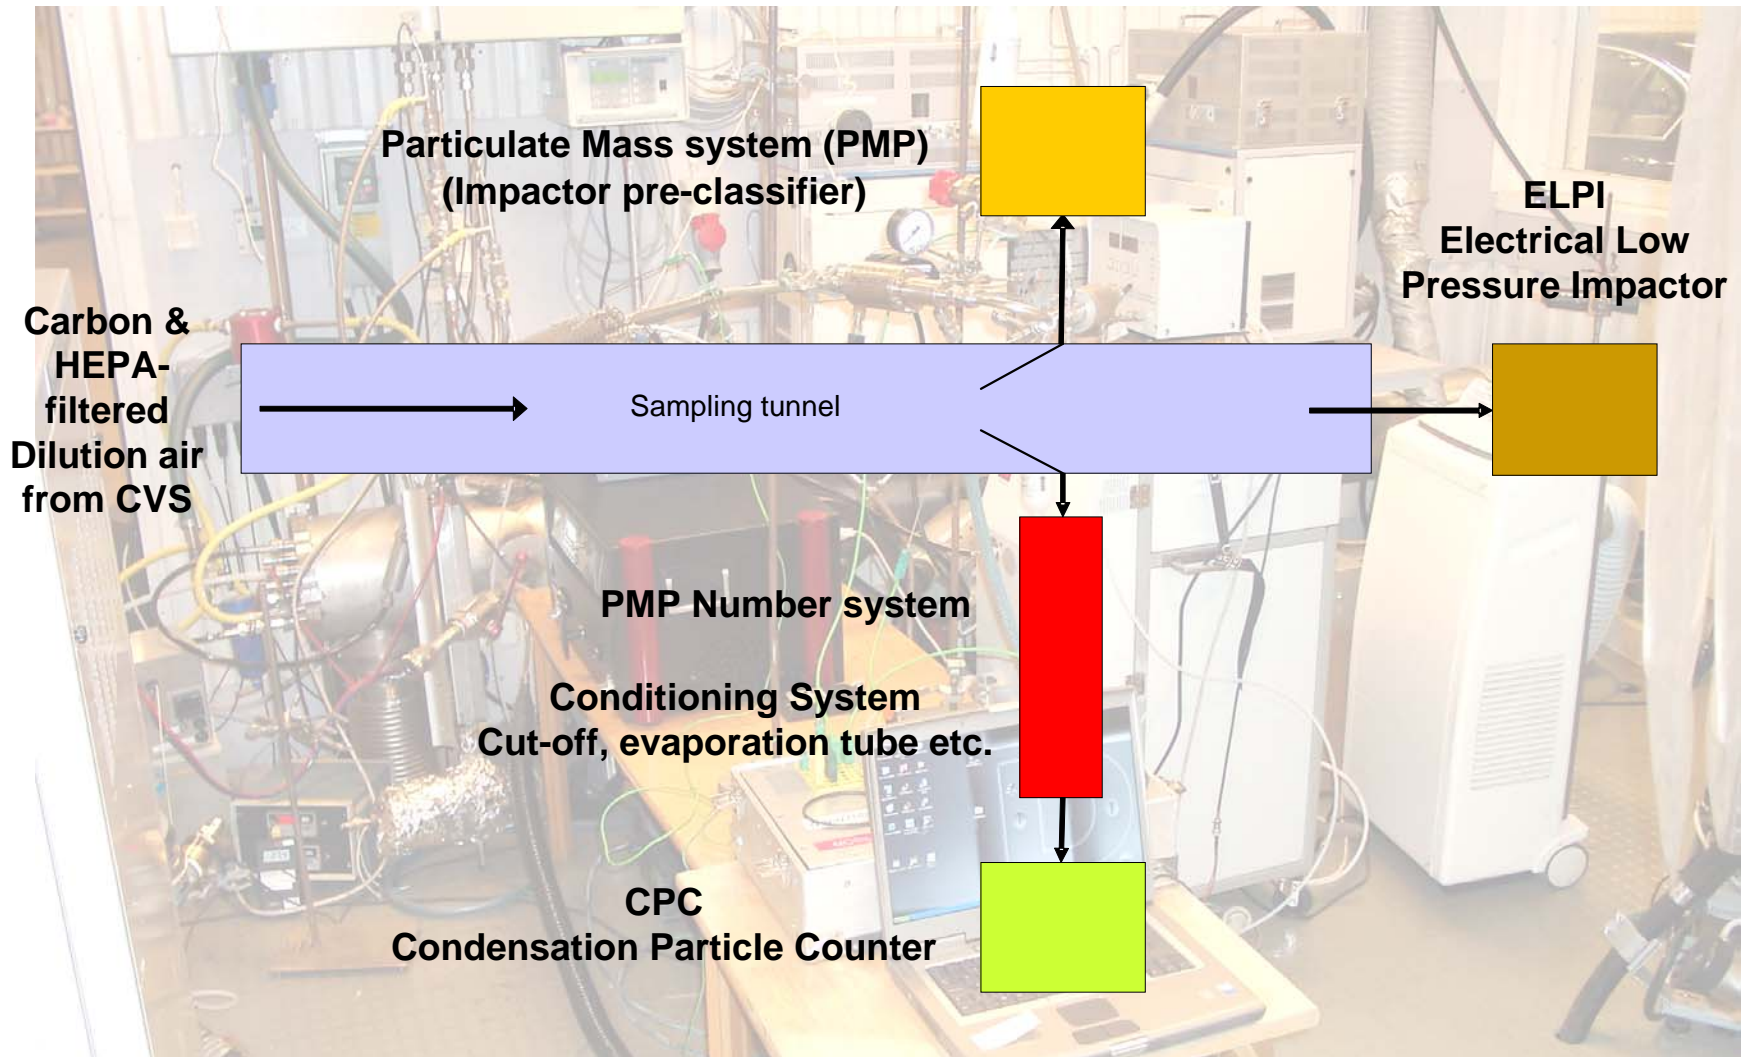 Particulate Mass system (PMP)
(Impactor pre-classifier)
ELPI
Electrical Low
Pressure Impactor
Carbon &
HEPA-
filtered
Dilution air
from CVS
Sampling tunnel
PMP Number system
Conditioning System
Cut-off, evaporation tube etc.
CPC
Condensation Particle Counter